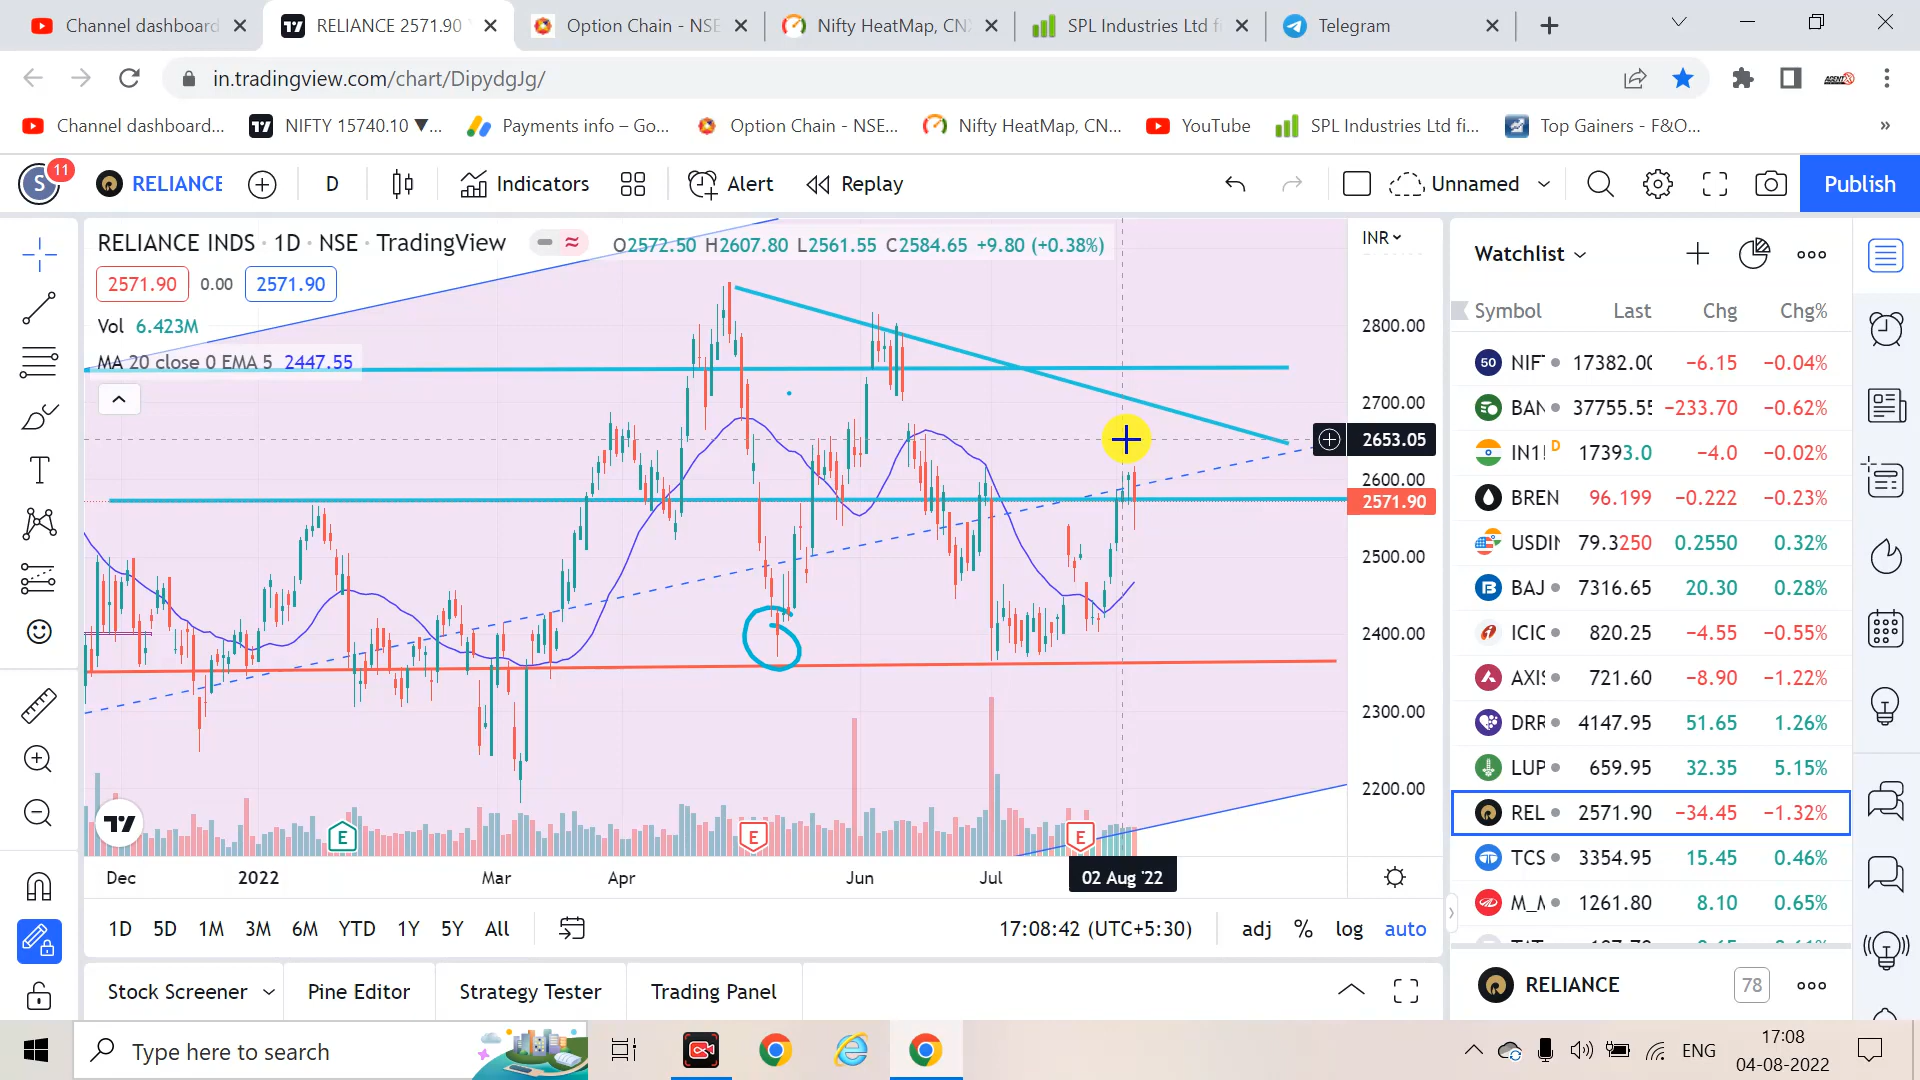 Channel dashboard
RELIANCE 2571.90
Option Chain - NSE
Nifty HeatMap, CNX
SPL Industries Ltd fi
Telegram
in.tradingview.com/chart/DipydgJg/
Channel dashboard...
NIFTY 15740.10 ▼...
Payments info – Go...
Option Chain - NSE...
Nifty HeatMap, CN...
YouTube
SPL Industries Ltd fi...
Top Gainers - F&O...
»
S 11
RELIANCE
D
Indicators
Alert
Replay
Unnamed
Publish
RELIANCE INDS · 1D · NSE · TradingView
O2572.50 H2607.80 L2561.55 C2584.65 +9.80 (+0.38%)
INR
2571.90 0.00 2571.90
Vol 6.423M
MA 20 close 0 EMA 5 2447.55
2800.00
2700.00
2653.05
2600.00
2571.90
2500.00
2400.00
2300.00
2200.00
E E E
Dec 2022 Mar Apr Jun Jul 02 Aug '22
1D 5D 1M 3M 6M YTD 1Y 5Y All
17:08:42 (UTC+5:30)
adj % log auto
Stock Screener
Pine Editor
Strategy Tester
Trading Panel
Watchlist
Symbol Last Chg Chg%
50 NIF 17382.00 −6.15 −0.04%
BAN 37755.55 −233.70 −0.62%
IN1! D 17393.0 −4.0 −0.02%
BREN 96.199 −0.222 −0.23%
USDIN 79.3250 0.2550 0.32%
BAJ 7316.65 20.30 0.28%
ICIC 820.25 −4.55 −0.55%
AXIS 721.60 −8.90 −1.22%
DRR 4147.95 51.65 1.26%
LUP 659.95 32.35 5.15%
REL 2571.90 −34.45 −1.32%
TCS 3354.95 15.45 0.46%
M_M 1261.80 8.10 0.65%
RELIANCE 78
Type here to search
ENG
17:08
04-08-2022